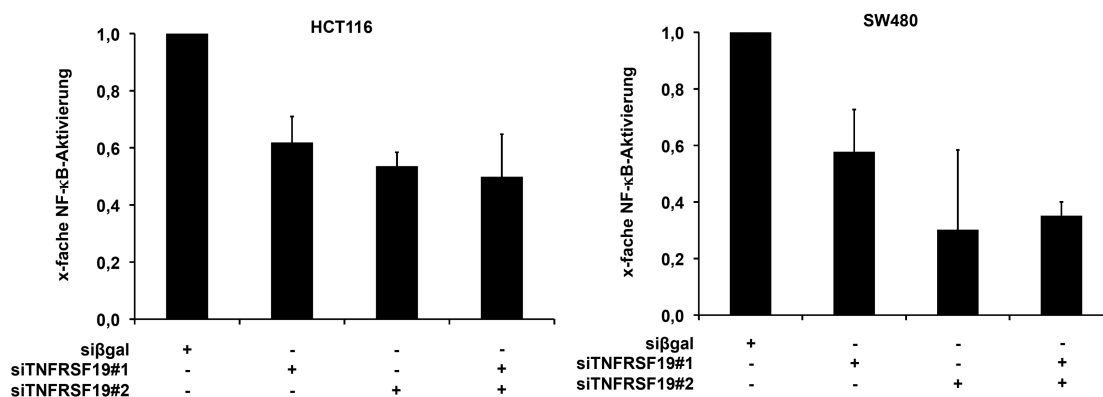 HCT116
x-fache NF-κB-Aktivierung
1,0
0,8
0,6
0,4
0,2
0,0
siβgal + - - -
siTNFRSF19#1 - + - +
siTNFRSF19#2 - - + +
SW480
x-fache NF-κB-Aktivierung
1,0
0,8
0,6
0,4
0,2
0,0
siβgal + - - -
siTNFRSF19#1 - + - +
siTNFRSF19#2 - - + +